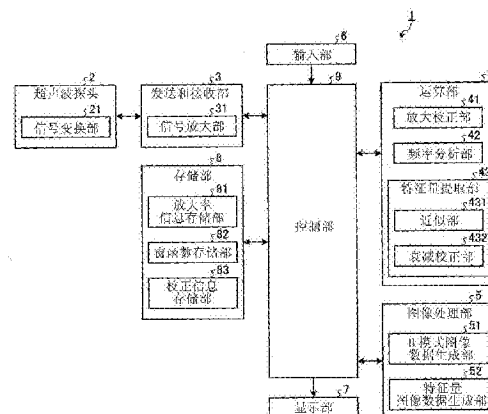 1
6
输入部
2
超声波探头
21
信号变换部
3
发送和接收部
31
信号放大部
9
控制部
8
存储部
81
放大率
信息存储部
82
窗函数存储部
83
校正信息
存储部
运算部
41
放大校正部
42
频率分析部
43
特征量提取部
431
近似部
432
衰减校正部
5
图像处理部
51
B模式图像
数据生成部
52
特征量
图像数据生成部
7
显示部